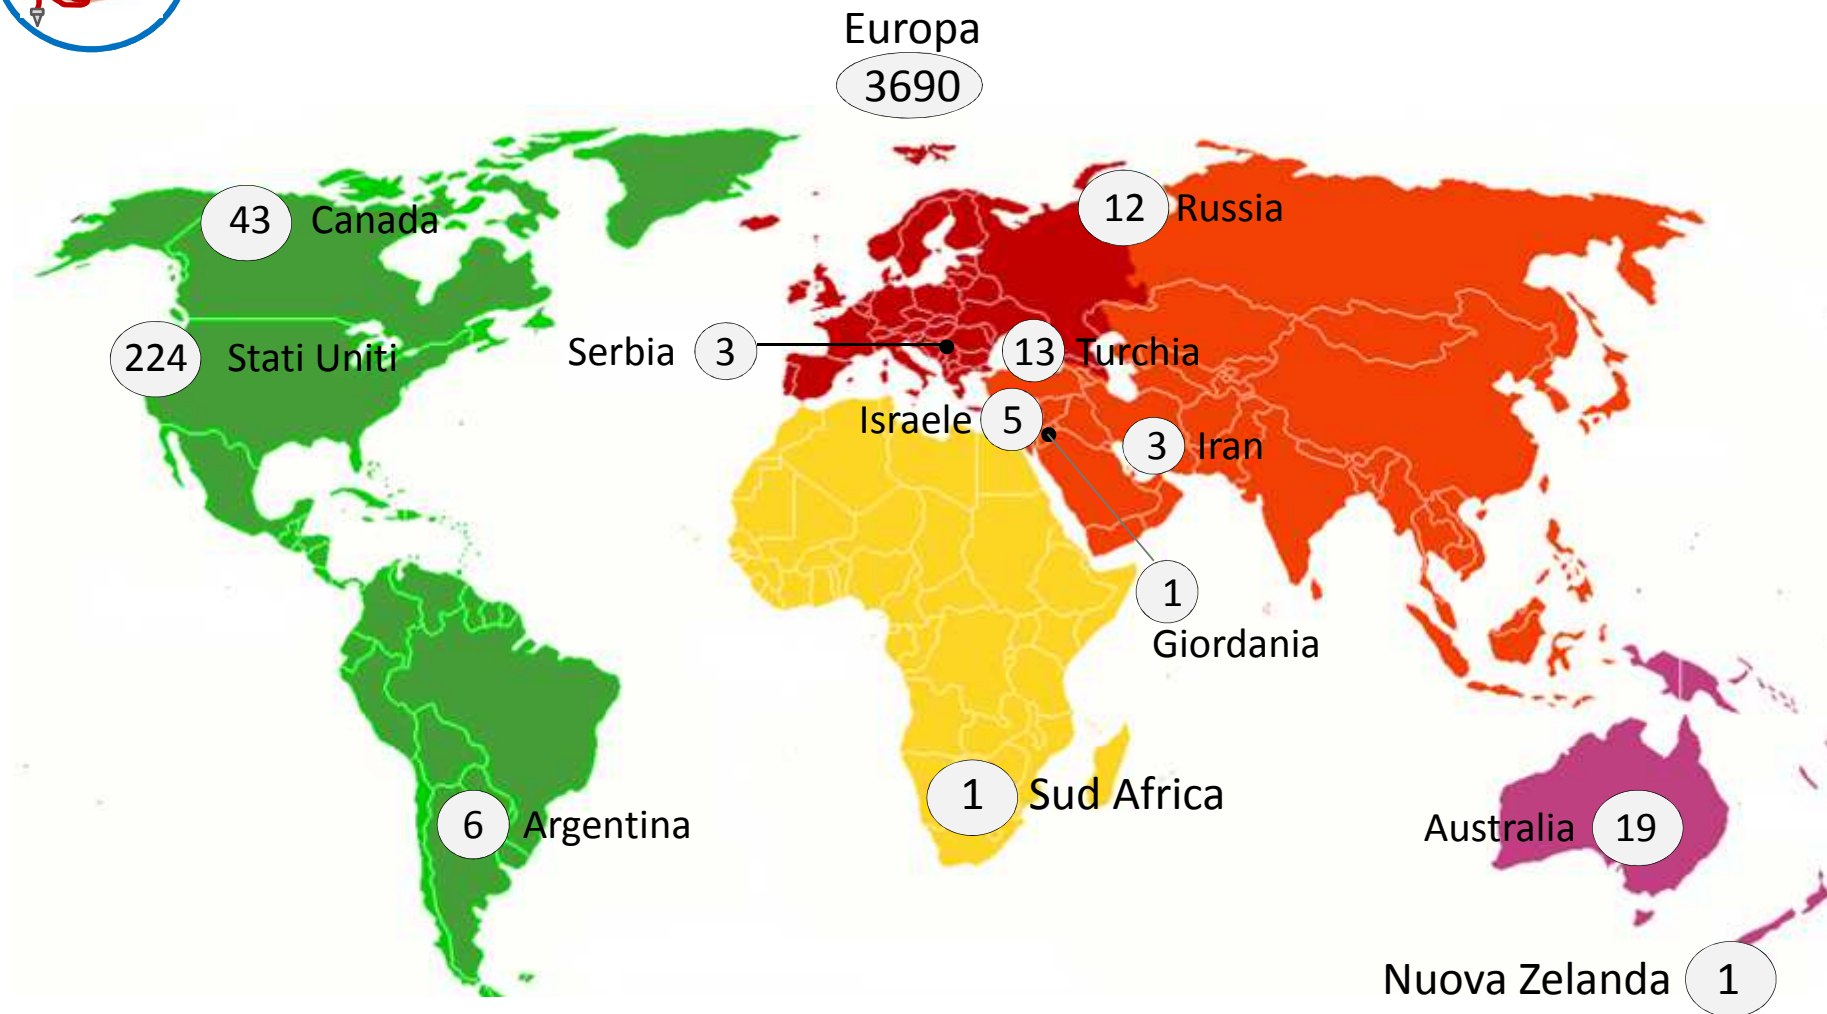 Europa
3690
43 Canada
12 Russia
224 Stati Uniti
Serbia 3
13 Turchia
Israele 5
3 Iran
1
Giordania
1 Sud Africa
6 Argentina
Australia 19
Nuova Zelanda 1